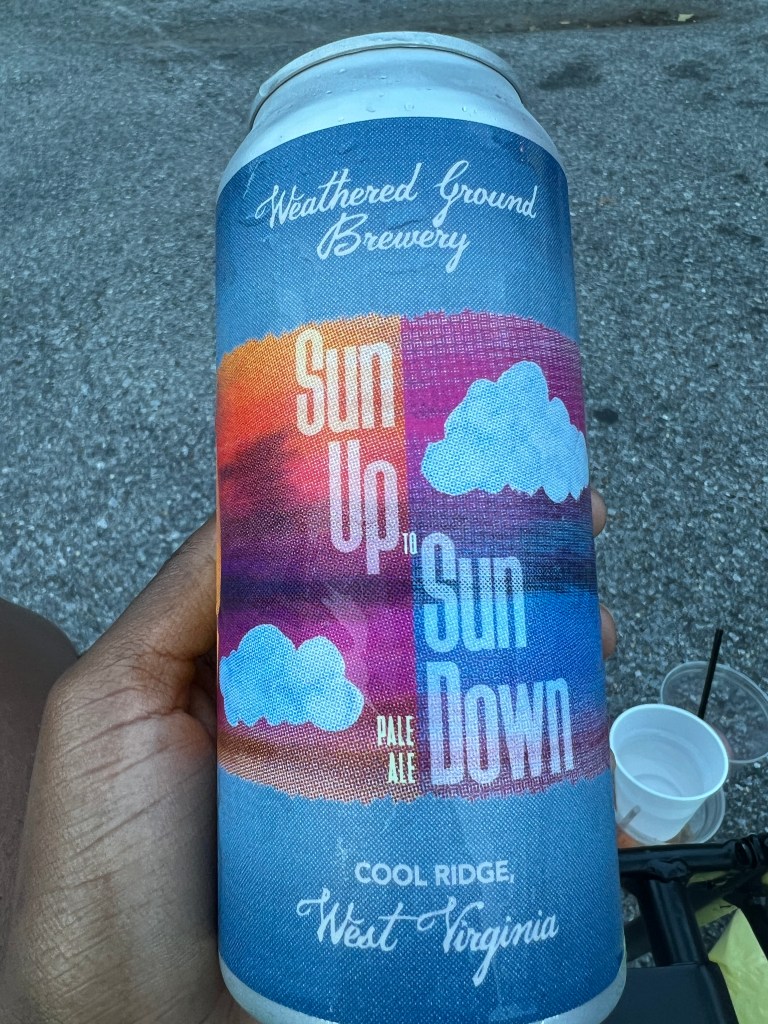 Weathered Ground
Brewery
Sun
Up
TO
Sun
Down
PALE
ALE
COOL RIDGE,
West Virginia